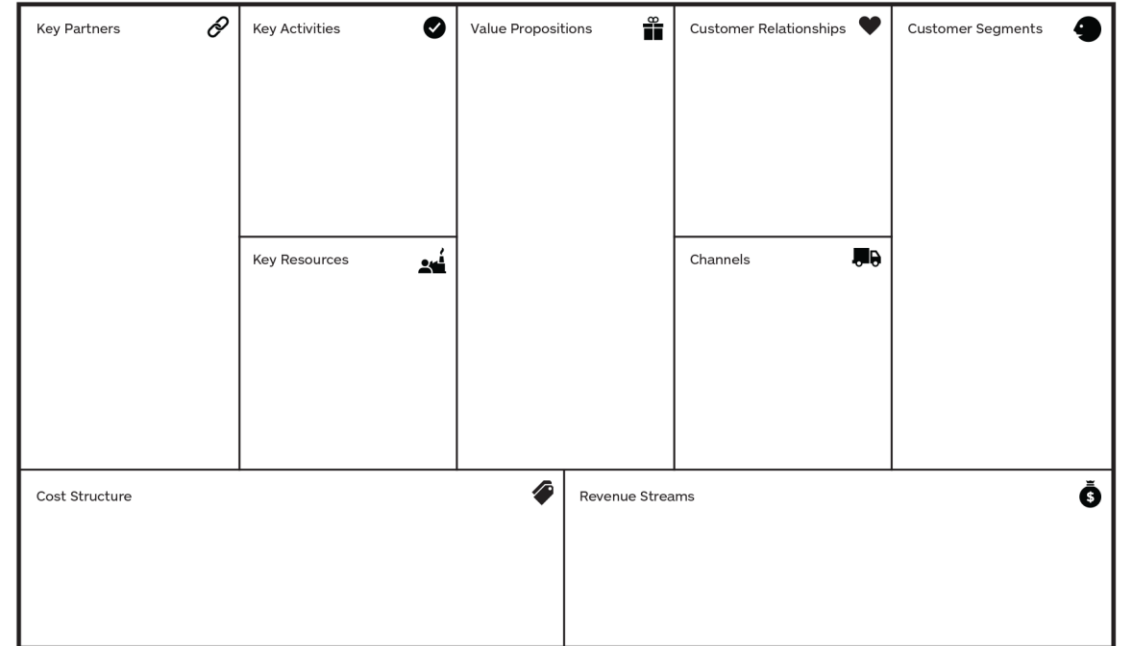 Key Partners
Key Activities
Value Propositions
Customer Relationships
Customer Segments
Key Resources
Channels
Cost Structure
Revenue Streams
$